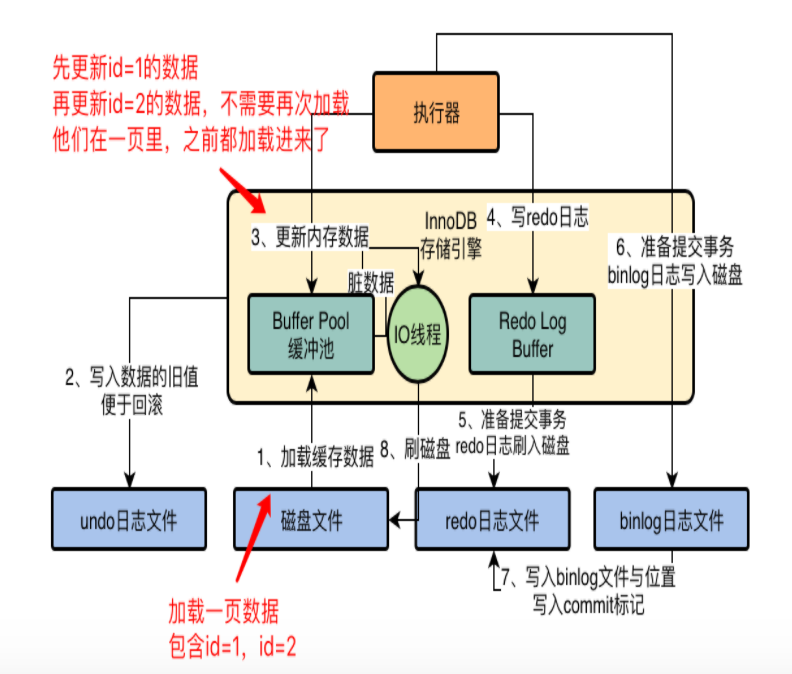 先更新id=1的数据
再更新id=2的数据，不需要再次加载
他们在一页里，之前都加载进来了
执行器
InnoDB
存储引擎
3、更新内存数据
4、写redo日志
6、准备提交事务
binlog日志写入磁盘
脏数据
Buffer Pool
缓冲池
IO线程
Redo Log
Buffer
2、写入数据的旧值
便于回滚
1、加载缓存数据
8、刷磁盘
5、准备提交事务
redo日志刷入磁盘
undo日志文件
磁盘文件
redo日志文件
binlog日志文件
7、写入binlog文件与位置
写入commit标记
加载一页数据
包含id=1，id=2